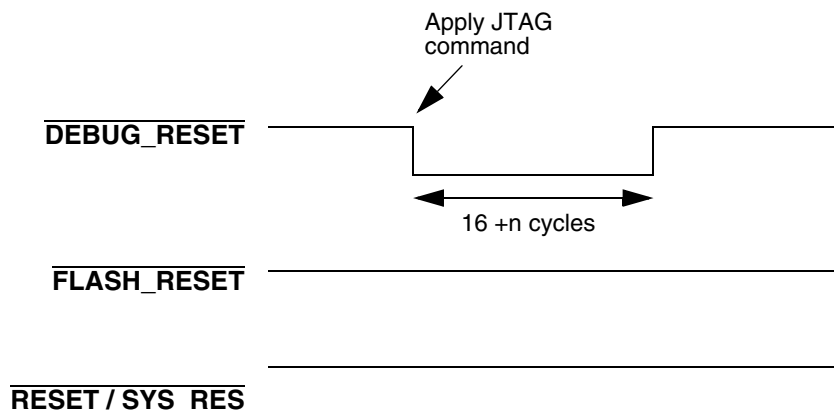 Apply JTAG
command
DEBUG_RESET
16 +n cycles
FLASH_RESET
RESET / SYS_RES